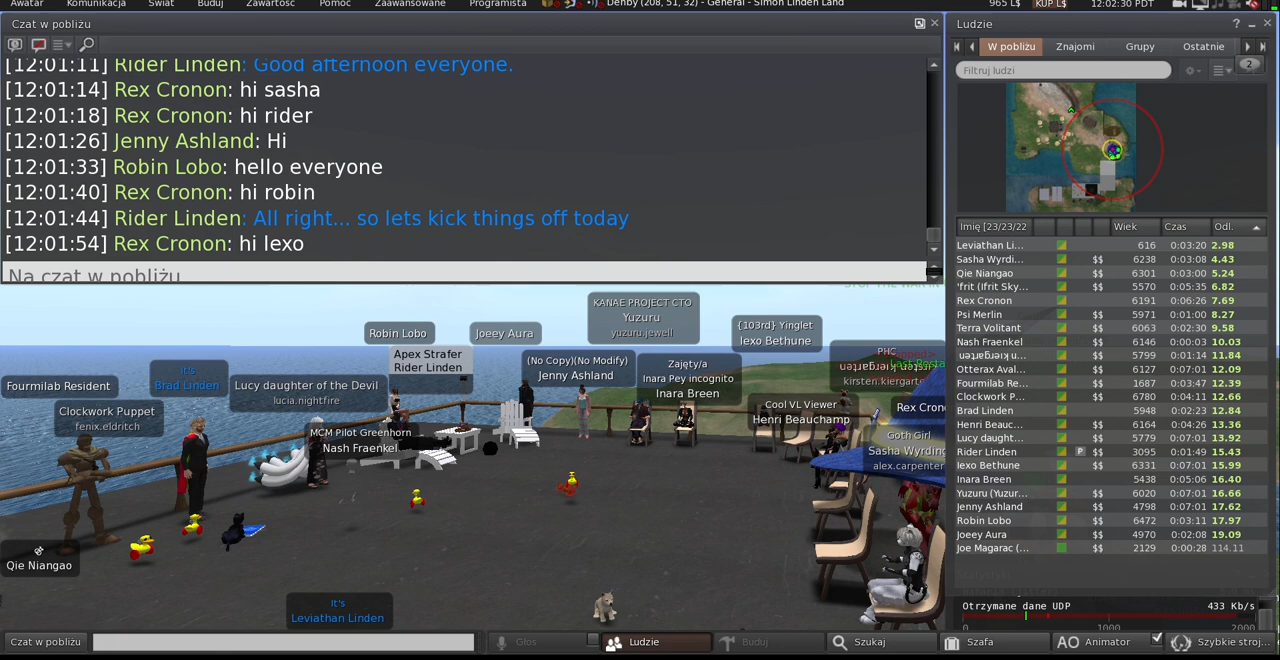 Awatar Komunikacja Świat Buduj Zawartość Pomoc Zaawansowane Programista Denby (208, 51, 32) - General - Simon Linden Land 965 L$ KUP L$ 12:02:30 PDT
Czat w pobliżu
[12:01:11] Rider Linden: Good afternoon everyone.
[12:01:14] Rex Cronon: hi sasha
[12:01:18] Rex Cronon: hi rider
[12:01:26] Jenny Ashland: Hi
[12:01:33] Robin Lobo: hello everyone
[12:01:40] Rex Cronon: hi robin
[12:01:44] Rider Linden: All right... so lets kick things off today
[12:01:54] Rex Cronon: hi lexo
Na czat w pobliżu
KANAE PROJECT CTO
Yuzuru
yuzuru.jewell
Robin Lobo
Joeey Aura
{103rd} Yinglet
lexo Bethune
Apex Strafer
Rider Linden
(No Copy)(No Modify)
Jenny Ashland
Zajęty/a
Inara Pey incognito
Inara Breen
PHC
kirsten.kiergarten
Fourmilab Resident
It's
Brad Linden
Lucy daughter of the Devil
lucia.nightfire
Clockwork Puppet
fenix.eldritch
MCM Pilot Greenhorn
Nash Fraenkel
Cool VL Viewer
Henri Beauchamp
Rex Cron
Goth Girl
Sasha Wyrding
alex.carpenter
Qie Niangao
It's
Leviathan Linden
Ludzie
W pobliżu Znajomi Grupy Ostatnie
Filtruj ludzi
2
Imię [23/23/22 Wiek Czas Odl.
Leviathan Li... 616 0:03:20 2.98
Sasha Wyrdi... $$ 6238 0:03:08 4.43
Qie Niangao $$ 6301 0:03:00 5.24
'frit (Ifrit Sky... $$ 5570 0:05:35 6.82
Rex Cronon 6191 0:06:26 7.69
Psi Merlin $$ 5971 0:01:00 8.27
Terra Volitant $$ 6063 0:02:30 9.58
Nash Fraenkel $$ 6146 0:00:03 10.03
$$ 5799 0:01:14 11.84
Otterax Aval... $$ 6127 0:07:01 12.09
Fourmilab Re... $$ 1687 0:03:47 12.39
Clockwork P... $$ 6780 0:04:11 12.66
Brad Linden 5948 0:02:23 12.84
Henri Beauc... $$ 6164 0:04:26 13.36
Lucy daught... $$ 5779 0:07:01 13.92
Rider Linden P 3095 0:01:49 15.43
lexo Bethune $$ 6331 0:07:01 15.99
Inara Breen 5438 0:05:06 16.40
Yuzuru (Yuzur... $$ 6020 0:07:01 16.66
Jenny Ashland $$ 4798 0:07:01 17.62
Robin Lobo $$ 6472 0:03:11 17.97
Joeey Aura $$ 4970 0:02:08 19.09
Joe Magarac (... $$ 2129 0:00:28 114.11
Otrzymane dane UDP 433 Kb/s
0 1000 2000
Czat w pobliżu Głos Ludzie Buduj Szukaj Szafa AO Animator Szybkie stroj...